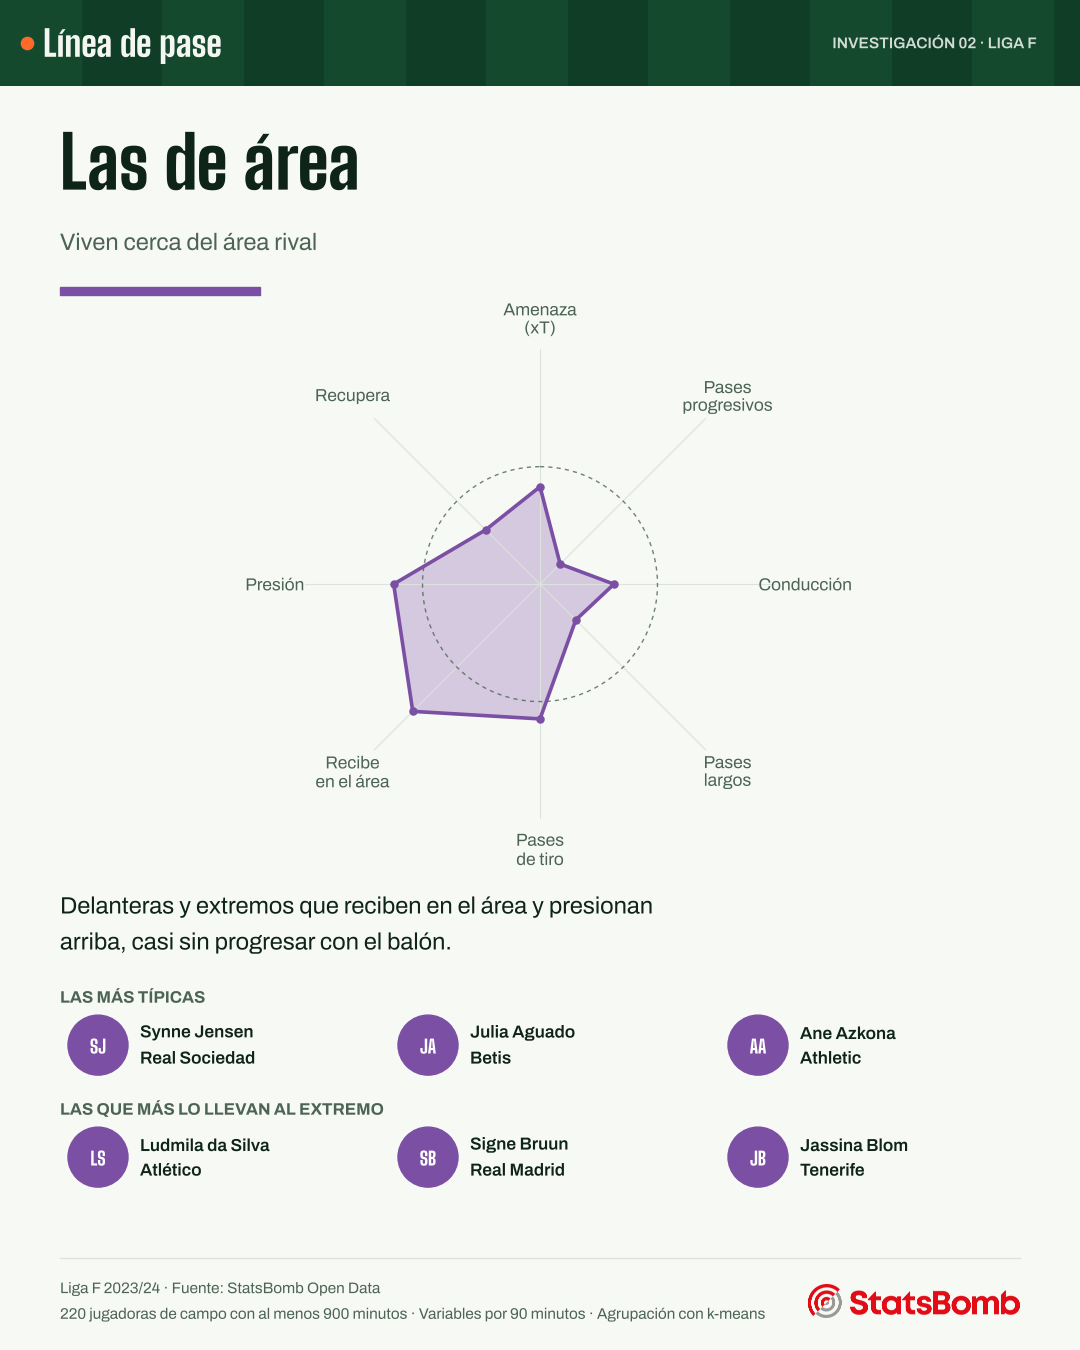 Línea de pase
INVESTIGACIÓN 02 · LIGA F
Las de área
Viven cerca del área rival
Amenaza
(xT)
Recupera
Pases
progresivos
Presión
Conducción
Recibe
en el área
Pases
largos
Pases
de tiro
Delanteras y extremos que reciben en el área y presionan
arriba, casi sin progresar con el balón.
LAS MÁS TÍPICAS
SJ
Synne Jensen
Real Sociedad
JA
Julia Aguado
Betis
AA
Ane Azkona
Athletic
LAS QUE MÁS LO LLEVAN AL EXTREMO
LS
Ludmila da Silva
Atlético
SB
Signe Bruun
Real Madrid
JB
Jassina Blom
Tenerife
Liga F 2023/24 · Fuente: StatsBomb Open Data
220 jugadoras de campo con al menos 900 minutos · Variables por 90 minutos · Agrupación con k-means
StatsBomb